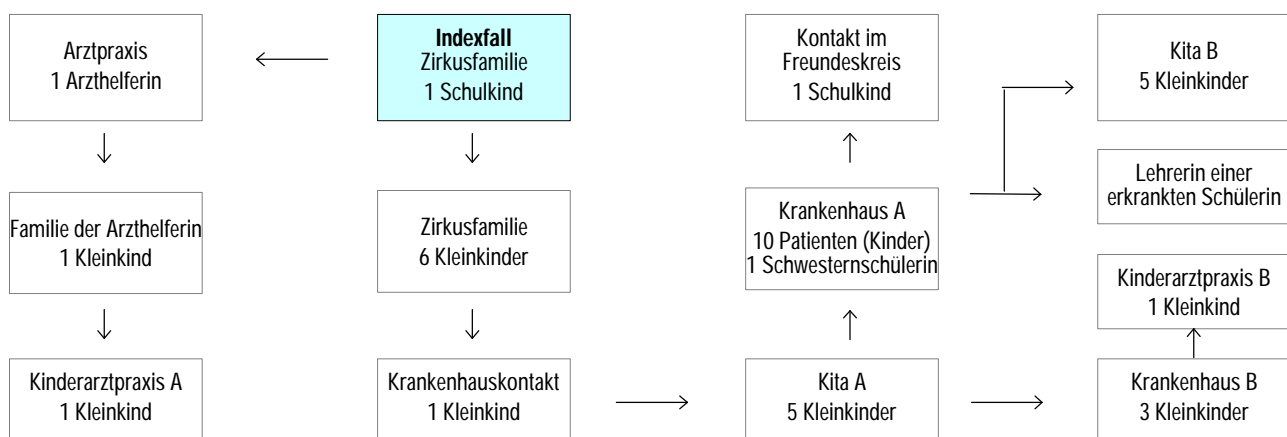 Arztpraxis
1 Arzthelferin
Indexfall
Zirkusfamilie
1 Schulkind
Kontakt im
Freundeskreis
1 Schulkind
Kita B
5 Kleinkinder
Lehrerin einer
erkrankten Schülerin
Familie der Arzthelferin
1 Kleinkind
Zirkusfamilie
6 Kleinkinder
Krankenhaus A
10 Patienten (Kinder)
1 Schwesternschülerin
Kinderarztpraxis B
1 Kleinkind
Kinderarztpraxis A
1 Kleinkind
Krankenhauskontakt
1 Kleinkind
Kita A
5 Kleinkinder
Krankenhaus B
3 Kleinkinder